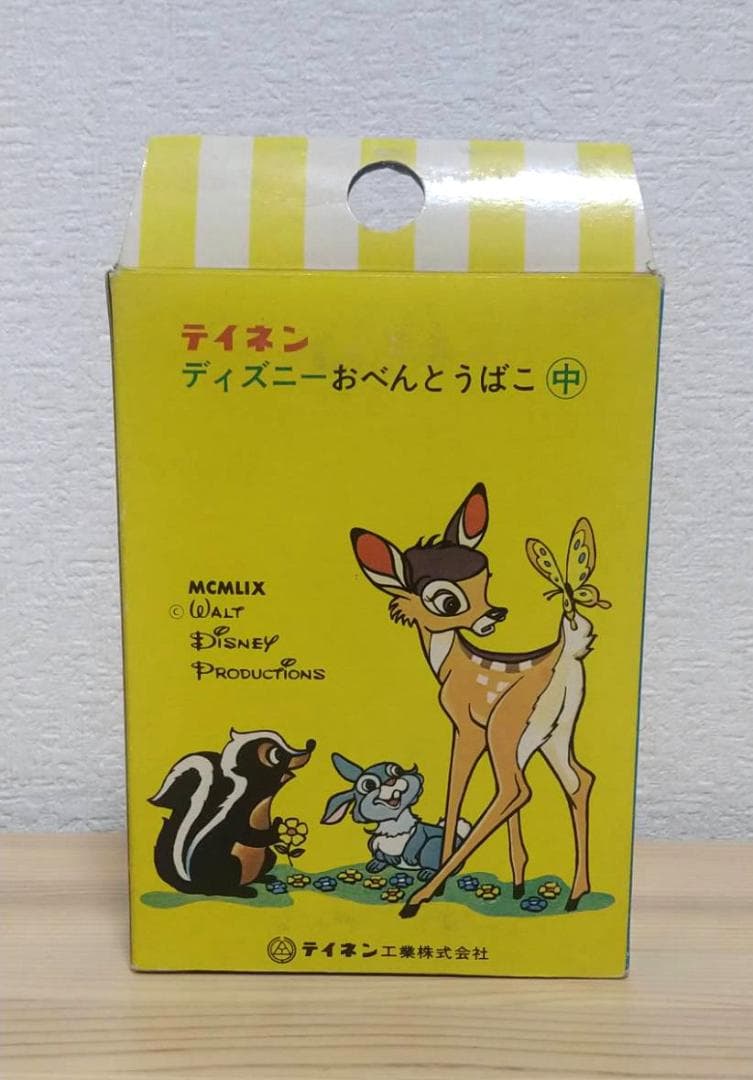 テイネン
ディズニーおべんとうばこ 中
MCMLIX
© WALT
DISNEY
PRODUCTIONS
テイネン工業株式会社